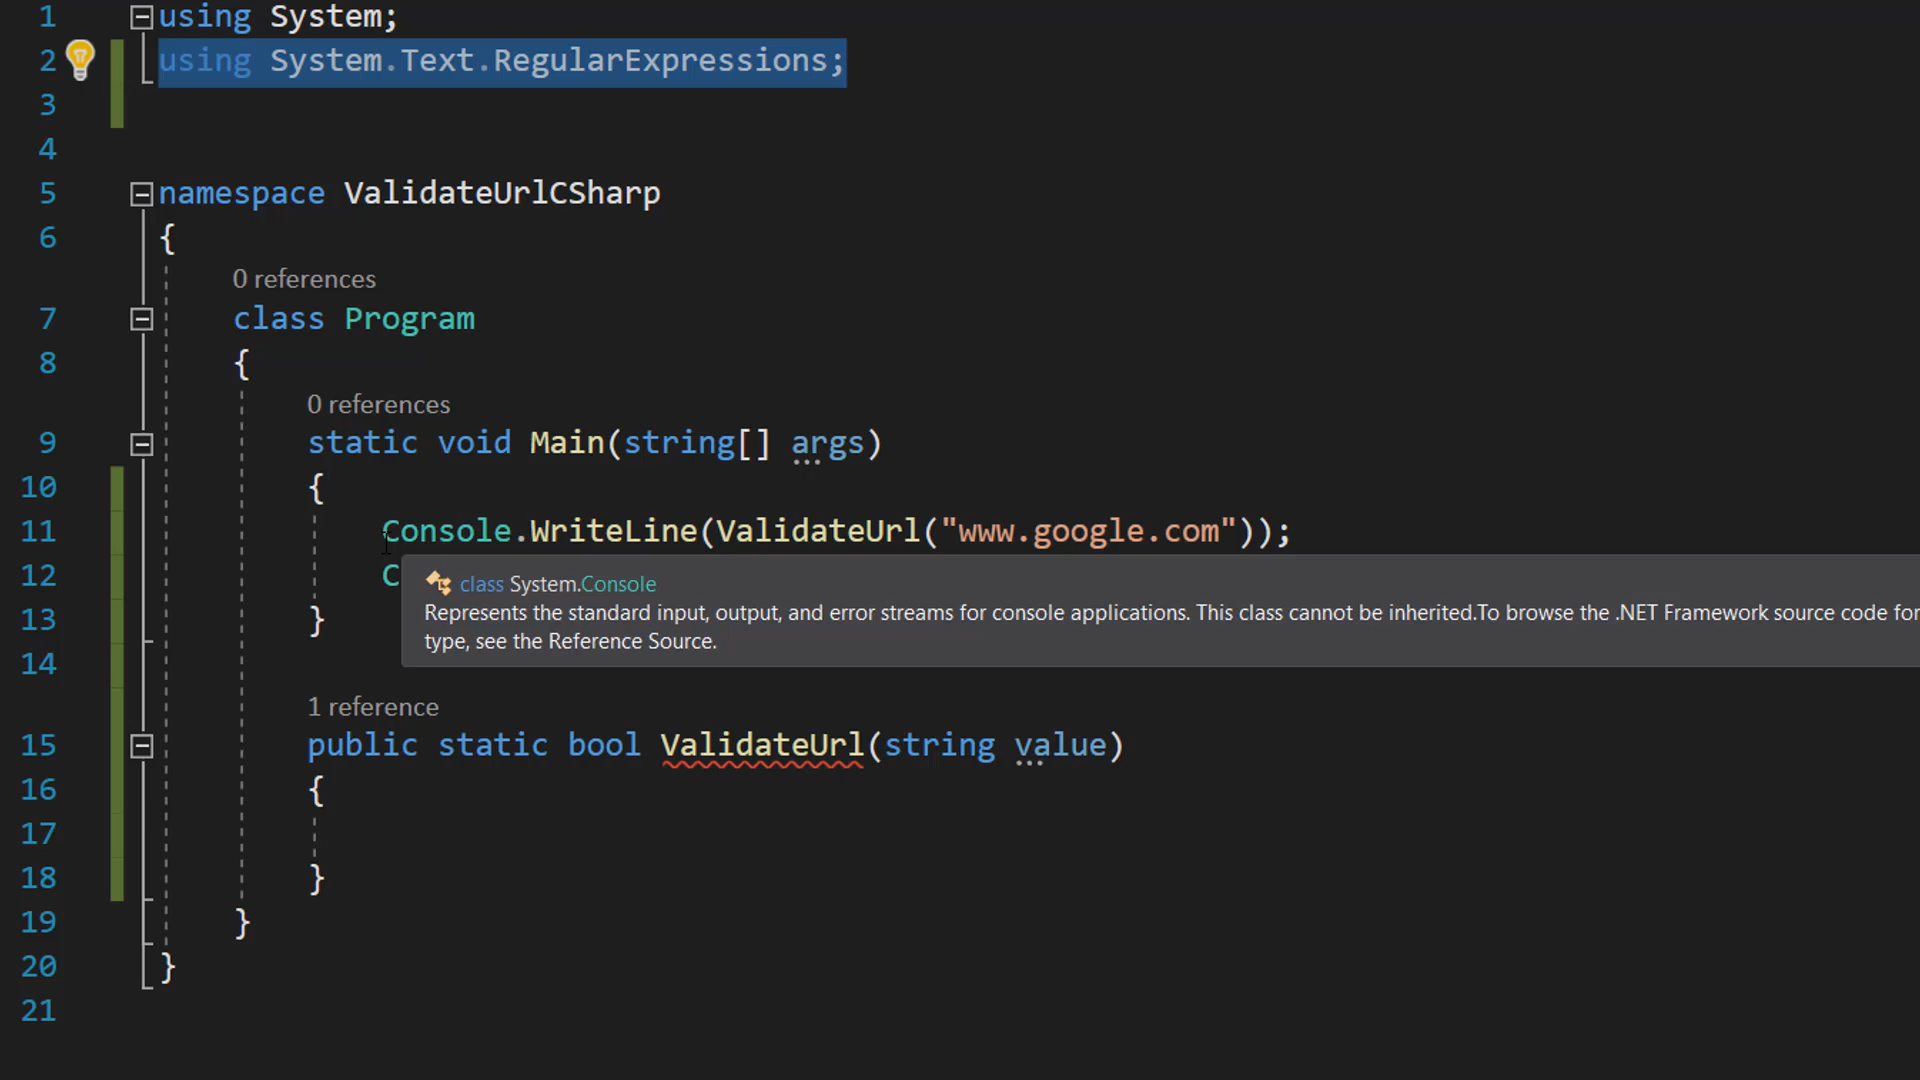 1 using System;
2 using System.Text.RegularExpressions;
3
4
5 namespace ValidateUrlCSharp
6 {
0 references
7 class Program
8 {
0 references
9 static void Main(string[] args)
10 {
11 Console.WriteLine(ValidateUrl("www.google.com"));
12 C
class System.Console
Represents the standard input, output, and error streams for console applications. This class cannot be inherited.To browse the .NET Framework source code for
type, see the Reference Source.
13 }
14
1 reference
15 public static bool ValidateUrl(string value)
16 {
17
18 }
19 }
20 }
21